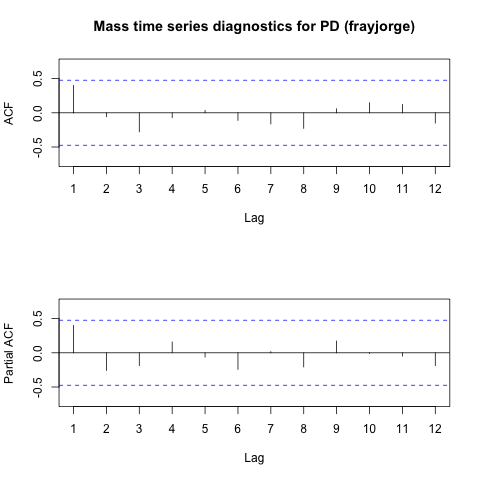 Mass time series diagnostics for PD (frayjorge)
ACF
0.5
0.0
-0.5
1 2 3 4 5 6 7 8 9 10 11 12
Lag
Partial ACF
0.5
0.0
-0.5
1 2 3 4 5 6 7 8 9 10 11 12
Lag